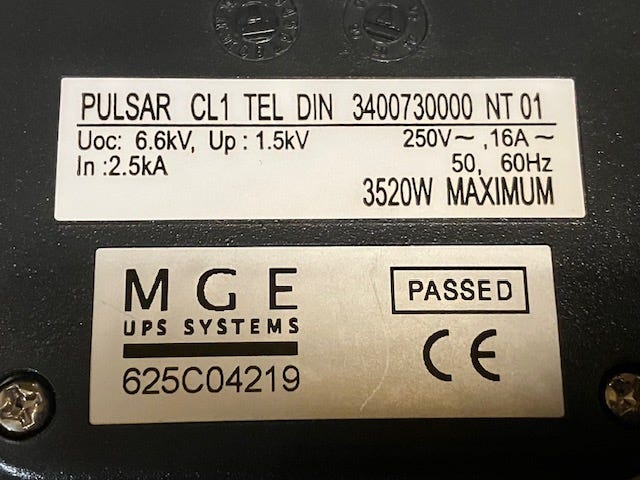 PULSAR CL1 TEL DIN 3400730000 NT 01
Uoc: 6.6kV, Up : 1.5kV 250V~ ,16A~
In :2.5kA 50, 60Hz
3520W MAXIMUM
MGE PASSED
UPS SYSTEMS
CE
625C04219